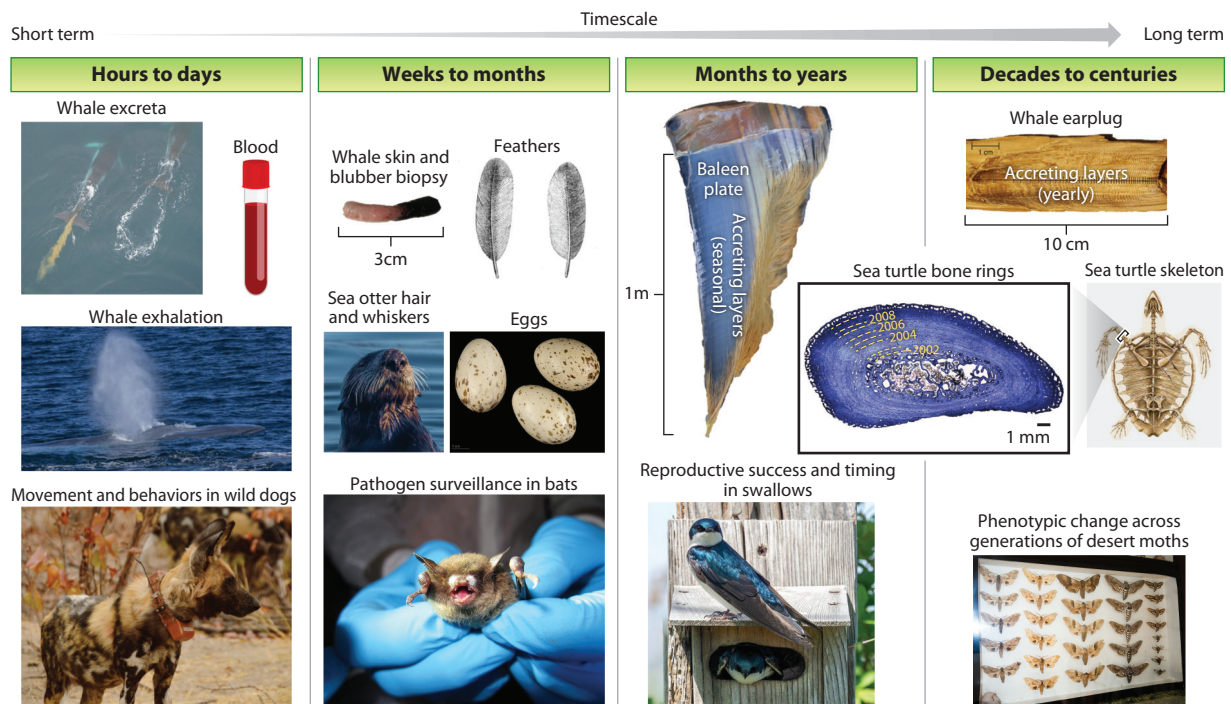 Timescale
Short term
Long term
Hours to days
Weeks to months
Months to years
Decades to centuries
Whale excreta
Blood
Whale exhalation
Movement and behaviors in wild dogs
Whale skin and
blubber biopsy
3cm
Feathers
Sea otter hair
and whiskers
Eggs
Pathogen surveillance in bats
Baleen
plate
Accreting layers
(seasonal)
1m
Reproductive success and timing
in swallows
Whale earplug
1 cm
Accreting layers
(yearly)
10 cm
Sea turtle bone rings
2008
2006
2004
2002
1 mm
Sea turtle skeleton
Phenotypic change across
generations of desert moths